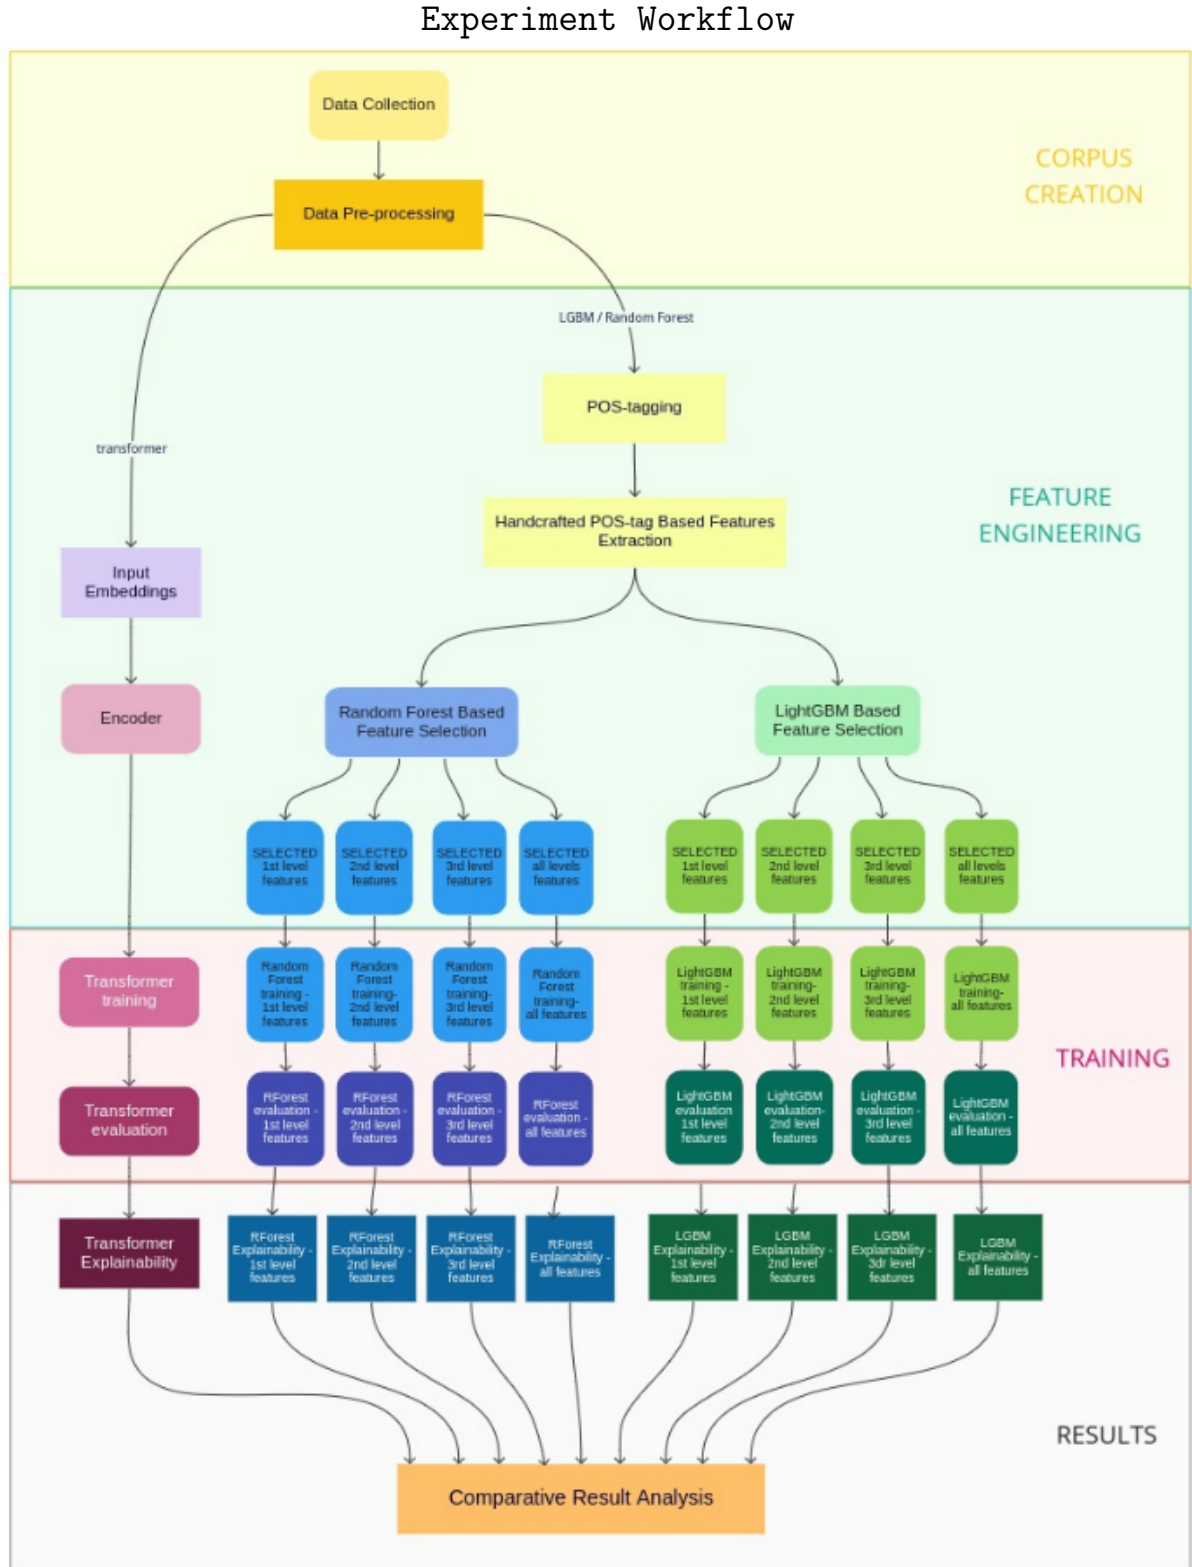 Experiment Workflow
Data Collection
CORPUS
CREATION
Data Pre-processing
LGBM / Random Forest
POS-tagging
transformer
FEATURE
ENGINEERING
Handcrafted POS-tag Based Features
Extraction
Input
Embeddings
Encoder
Random Forest Based
Feature Selection
LightGBM Based
Feature Selection
SELECTED
1st level
features
SELECTED
2nd level
features
SELECTED
3rd level
features
SELECTED
all levels
features
SELECTED
1st level
features
SELECTED
2nd level
features
SELECTED
3rd level
features
SELECTED
all levels
features
Transformer
training
Random
Forest
training -
1st level
features
Random
Forest
training-
2nd level
features
Random
Forest
training-
3rd level
features
Random
Forest
training-
all features
LightGBM
training -
1st level
features
LightGBM
training-
2nd level
features
LightGBM
training-
3rd level
features
LightGBM
training-
all features
TRAINING
Transformer
evaluation
RForest
evaluation -
1st level
features
RForest
evaluation -
2nd level
features
RForest
evaluation -
3rd level
features
RForest
evaluation -
all features
LightGBM
evaluation
1st level
features
LightGBM
evaluation-
2nd level
features
LightGBM
evaluation -
3rd level
features
LightGBM
evaluation -
all features
Transformer
Explainability
RForest
Explainability -
1st level
features
RForest
Explainability -
2nd level
features
RForest
Explainability -
3rd level
features
RForest
Explainability -
all features
LGBM
Explainability -
1st level
features
LGBM
Explainability -
2nd level
features
LGBM
Explainability -
3dr level
features
LGBM
Explainability -
all features
RESULTS
Comparative Result Analysis